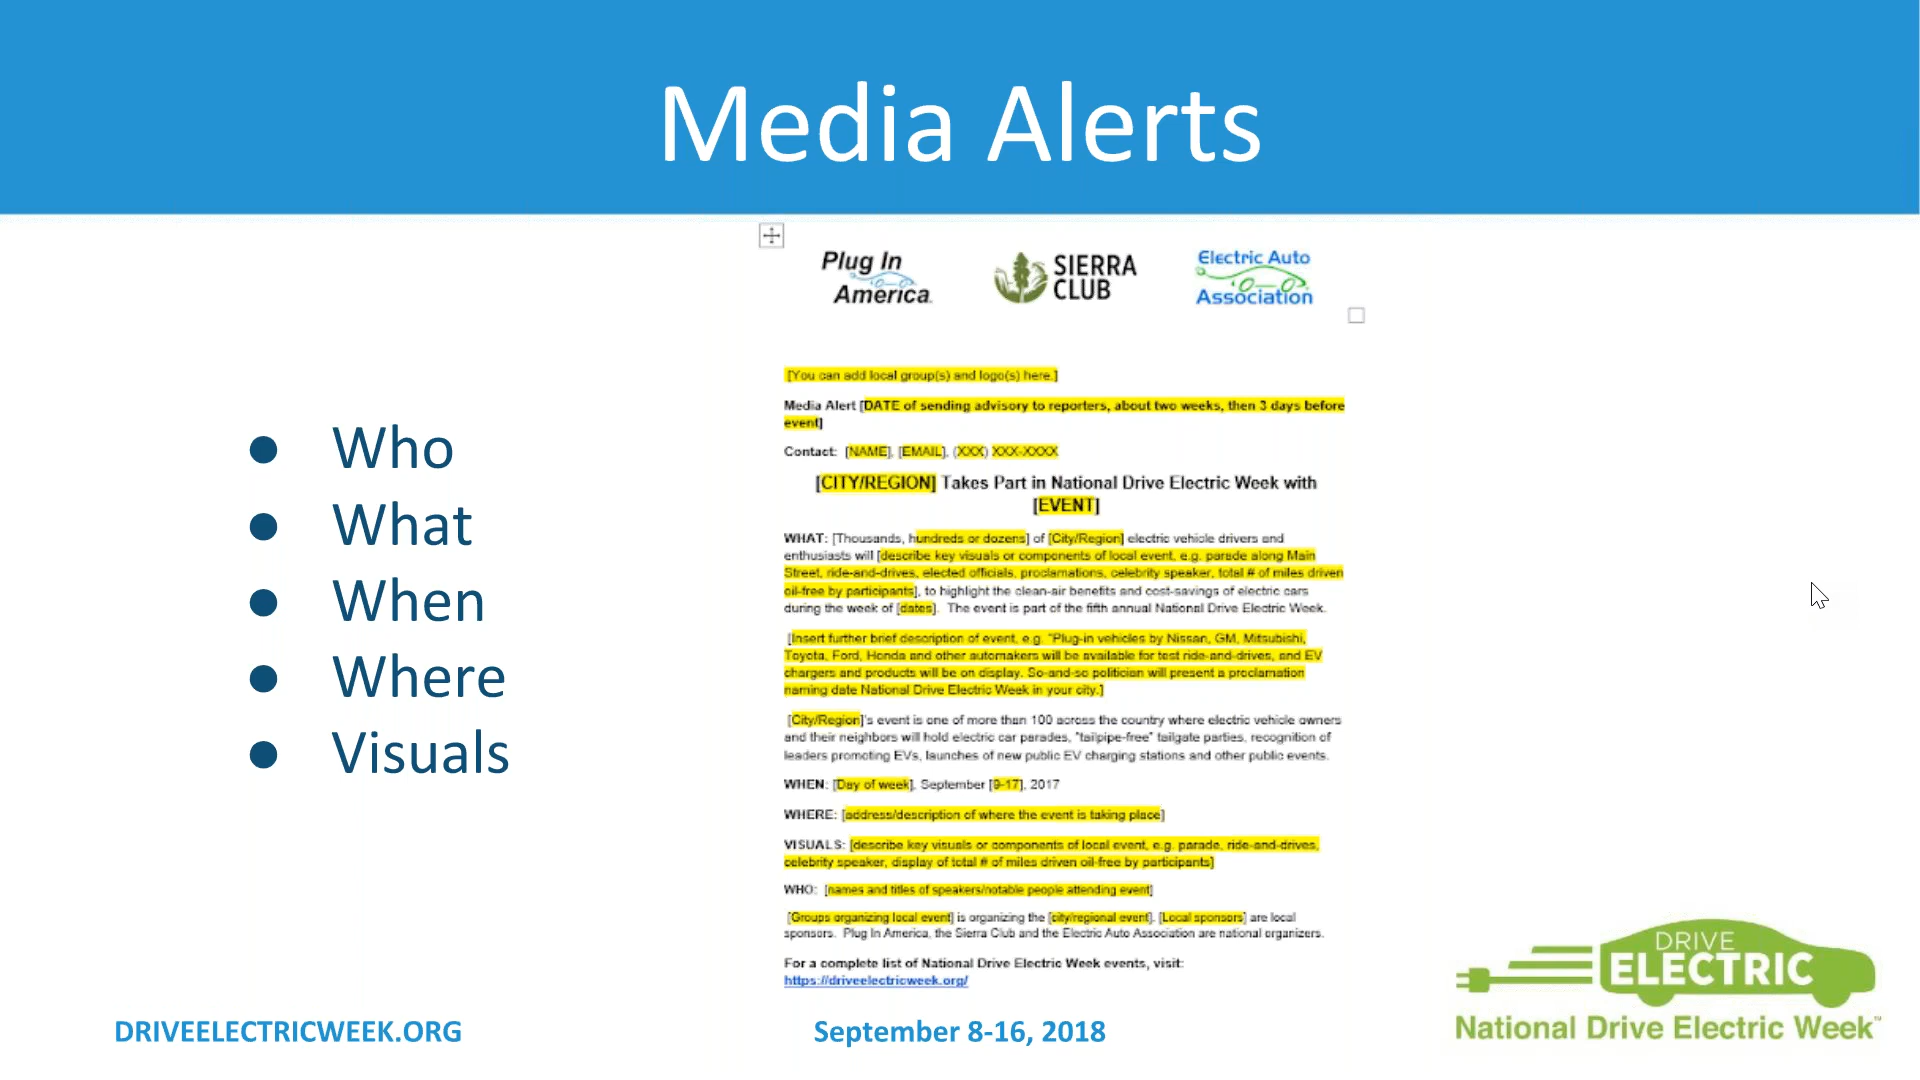 Media Alerts
Plug In
America
SIERRA
CLUB
Electric Auto
Association
● Who
● What
● When
● Where
● Visuals
[You can add local group(s) and logo(s) here.]
Media Alert [DATE of sending advisory to reporters, about two weeks, then 3 days before
event]
Contact: [NAME], [EMAIL], (XXX) XXX-XXXX
[CITY/REGION] Takes Part in National Drive Electric Week with
[EVENT]
WHAT: [Thousands, hundreds or dozens] of [City/Region] electric vehicle drivers and
enthusiasts will [describe key visuals or components of local event, e.g. parade along Main
Street, ride-and-drives, elected officials, proclamations, celebrity speaker, total # of miles driven
oil-free by participants], to highlight the clean-air benefits and cost-savings of electric cars
during the week of [dates]. The event is part of the fifth annual National Drive Electric Week.
[Insert further brief description of event, e.g. "Plug-in vehicles by Nissan, GM, Mitsubishi,
Toyota, Ford, Honda and other automakers will be available for test ride-and-drives, and EV
chargers and products will be on display. So-and-so politician will present a proclamation
naming date National Drive Electric Week in your city.]
[City/Region]'s event is one of more than 100 across the country where electric vehicle owners
and their neighbors will hold electric car parades, "tailpipe-free" tailgate parties, recognition of
leaders promoting EVs, launches of new public EV charging stations and other public events.
WHEN: [Day of week], September [9-17], 2017
WHERE: [address/description of where the event is taking place]
VISUALS: [describe key visuals or components of local event, e.g. parade, ride-and-drives,
celebrity speaker, display of total # of miles driven oil-free by participants]
WHO: [names and titles of speakers/notable people attending event]
[Groups organizing local event] is organizing the [city/regional event]. [Local sponsors] are local
sponsors. Plug In America, the Sierra Club and the Electric Auto Association are national organizers.
For a complete list of National Drive Electric Week events, visit:
https://driveelectricweek.org/
DRIVE
ELECTRIC
National Drive Electric Week™
DRIVEELECTRICWEEK.ORG
September 8-16, 2018